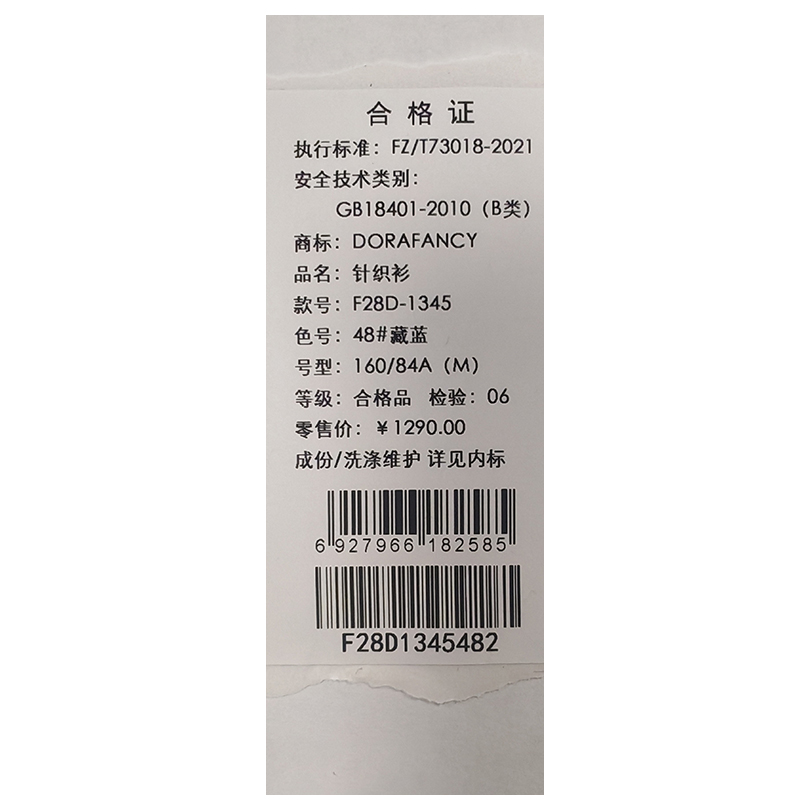 合格证
执行标准：FZ/T73018-2021
安全技术类别：
GB18401-2010（B类）
商标：DORAFANCY
品名：针织衫
款号：F28D-1345
色号：48#藏蓝
号型：160/84A（M）
等级：合格品 检验：06
零售价：￥1290.00
成份/洗涤维护 详见内标
6 927966 182585
F28D1345482